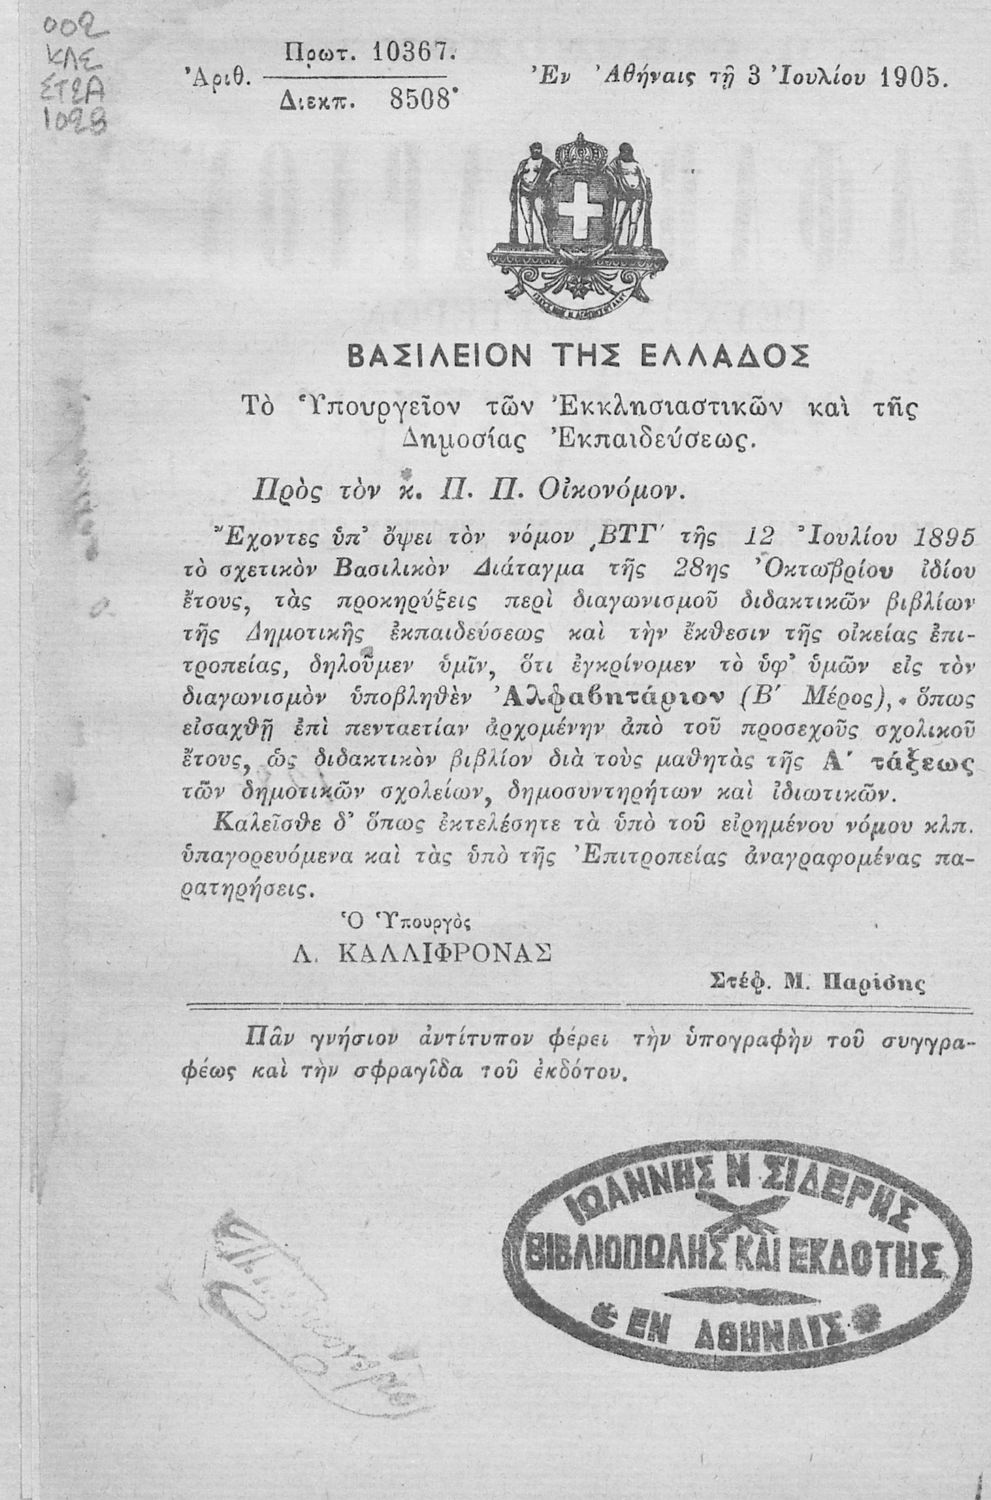 002
ΚΛΣ
ΣΤ2Α
1028
Πρωτ. 10367.
Ἀριθ.
Διεκπ. 8508·
Ἐν Ἀθήναις τῇ 3 Ἰουλίου 1905.
ΒΑΣΙΛΕΙΟΝ ΤΗΣ ΕΛΛΑΔΟΣ
Τὸ Ὑπουργεῖον τῶν Ἐκκλησιαστικῶν καὶ τῆς
Δημοσίας Ἐκπαιδεύσεως.
Πρὸς τὸν κ. Π. Π. Οἰκονόμον.
Ἔχοντες ὑπ' ὄψει τὸν νόμον ͵ΒΤΓ' τῆς 12 Ἰουλίου 1895
τὸ σχετικὸν Βασιλικὸν Διάταγμα τῆς 28ης Ὀκτωβρίου ἰδίου
ἔτους, τὰς προκηρύξεις περὶ διαγωνισμοῦ διδακτικῶν βιβλίων
τῆς Δημοτικῆς ἐκπαιδεύσεως καὶ τὴν ἔκθεσιν τῆς οἰκείας ἐπι-
τροπείας, δηλοῦμεν ὑμῖν, ὅτι ἐγκρίνομεν τὸ ὑφ' ὑμῶν εἰς τὸν
διαγωνισμὸν ὑποβληθὲν Ἀλφαβητάριον (Β' Μέρος), ὅπως
εἰσαχθῇ ἐπὶ πενταετίαν ἀρχομένην ἀπὸ τοῦ προσεχοῦς σχολικοῦ
ἔτους, ὡς διδακτικὸν βιβλίον διὰ τοὺς μαθητὰς τῆς Α' τάξεως
τῶν δημοτικῶν σχολείων, δημοσυντηρήτων καὶ ἰδιωτικῶν.
Καλεῖσθε δ' ὅπως ἐκτελέσητε τὰ ὑπὸ τοῦ εἰρημένου νόμου κλπ.
ὑπαγορευόμενα καὶ τὰς ὑπὸ τῆς Ἐπιτροπείας ἀναγραφομένας πα-
ρατηρήσεις.
Ὁ Ὑπουργὸς
Λ. ΚΑΛΛΙΦΡΟΝΑΣ
Στέφ. Μ. Παρίσης
Πᾶν γνήσιον ἀντίτυπον φέρει τὴν ὑπογραφὴν τοῦ συγγρα-
φέως καὶ τὴν σφραγῖδα τοῦ ἐκδότου.
ΙΩΑΝΝΗΣ Ν ΣΙΔΕΡΗΣ
ΒΙΒΛΙΟΠΩΛΗΣ ΚΑΙ ΕΚΔΟΤΗΣ
ΕΝ ΑΘΗΝΑΙΣ